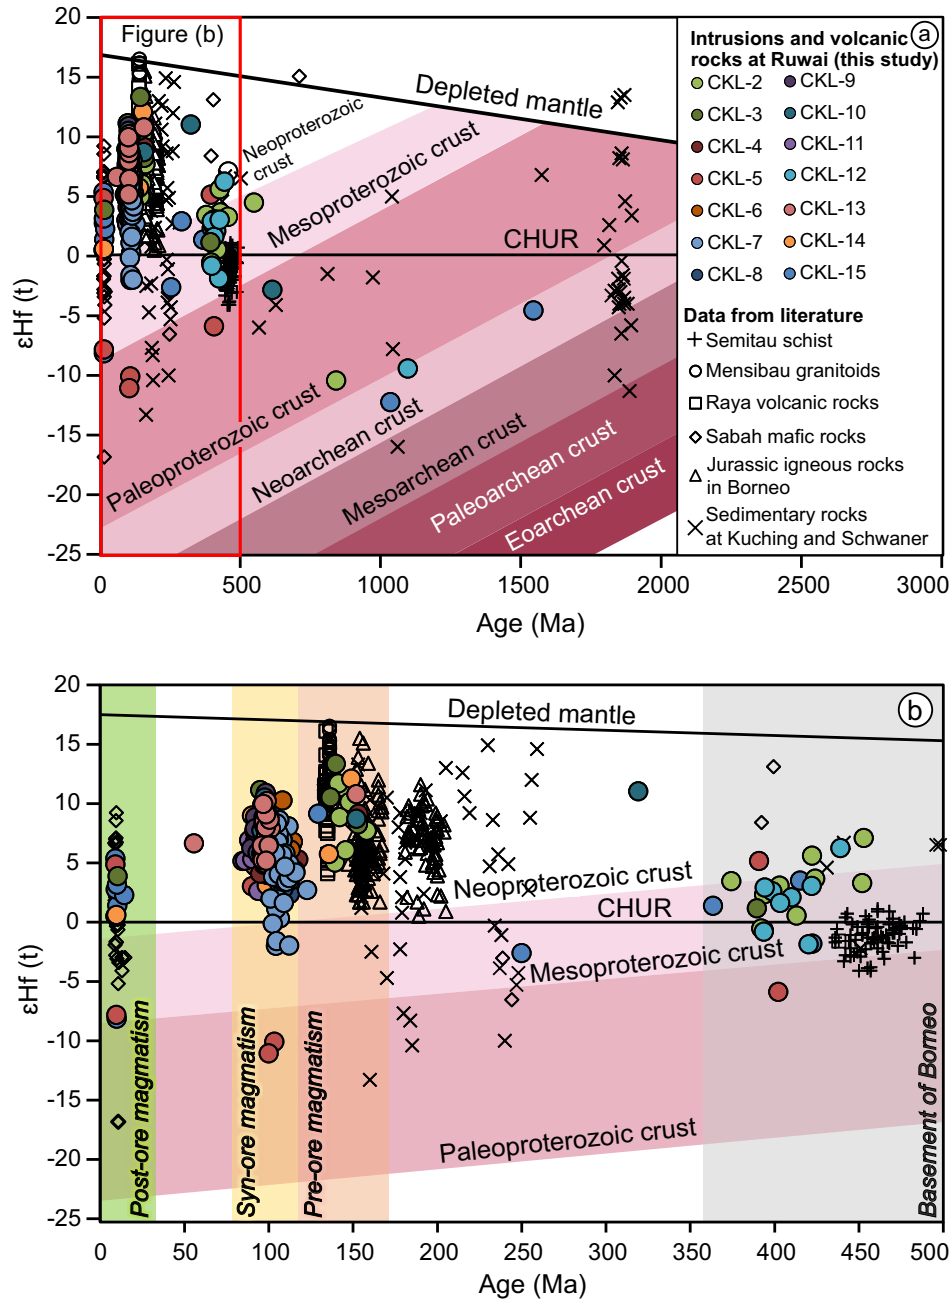 20
15
10
5
0
-5
-10
-15
-20
-25
εHf (t)
Figure (b)
Depleted mantle
Neoproterozoic
crust
Mesoproterozoic crust
CHUR
Paleoproterozoic crust
Neoarchean crust
Mesoarchean crust
Paleoarchean crust
Eoarchean crust
a
Intrusions and volcanic
rocks at Ruwai (this study)
CKL-2
CKL-3
CKL-4
CKL-5
CKL-6
CKL-7
CKL-8
CKL-9
CKL-10
CKL-11
CKL-12
CKL-13
CKL-14
CKL-15
Data from literature
Semitau schist
Mensibau granitoids
Raya volcanic rocks
Sabah mafic rocks
Jurassic igneous rocks
in Borneo
Sedimentary rocks
at Kuching and Schwaner
0 500 1000 1500 2000 2500 3000
Age (Ma)
20
15
10
5
0
-5
-10
-15
-20
-25
εHf (t)
b
Depleted mantle
Neoproterozoic crust
CHUR
Mesoproterozoic crust
Paleoproterozoic crust
Post-ore magmatism
Syn-ore magmatism
Pre-ore magmatism
Basement of Borneo
0 50 100 150 200 250 300 350 400 450 500
Age (Ma)